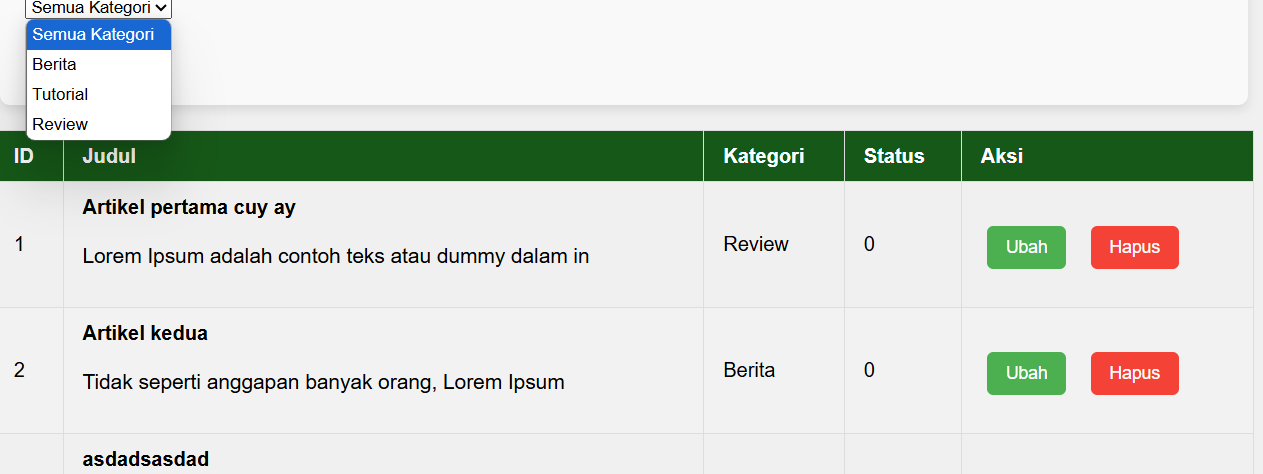 Semua Kategori
Semua Kategori
Berita
Tutorial
Review
ID Judul Kategori Status Aksi
Artikel pertama cuy ay
1 Lorem Ipsum adalah contoh teks atau dummy dalam in Review 0 Ubah Hapus
Artikel kedua
2 Tidak seperti anggapan banyak orang, Lorem Ipsum Berita 0 Ubah Hapus
asdadsasdad